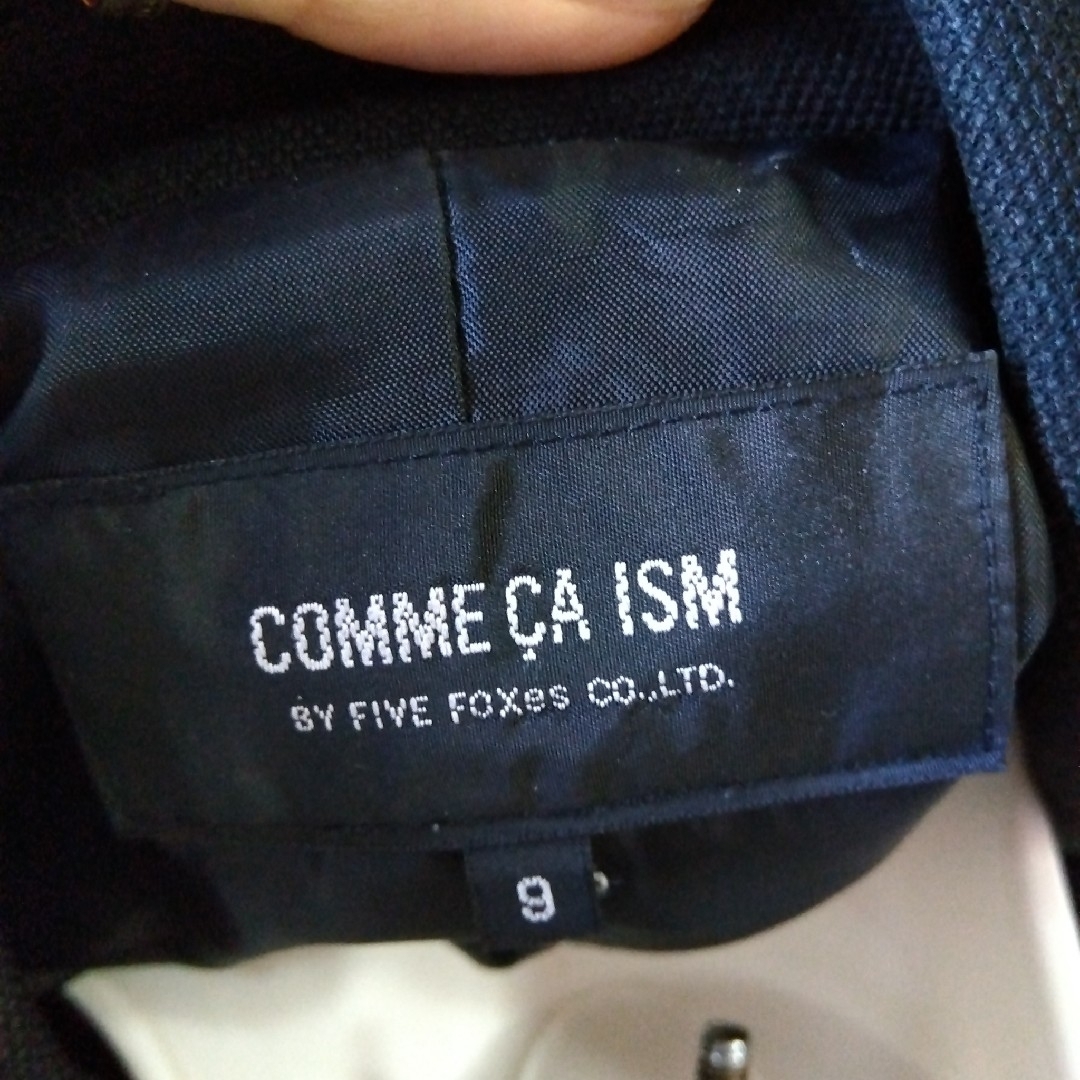 COMME ÇA ISM
BY FIVE FOXes CO.,LTD.
9